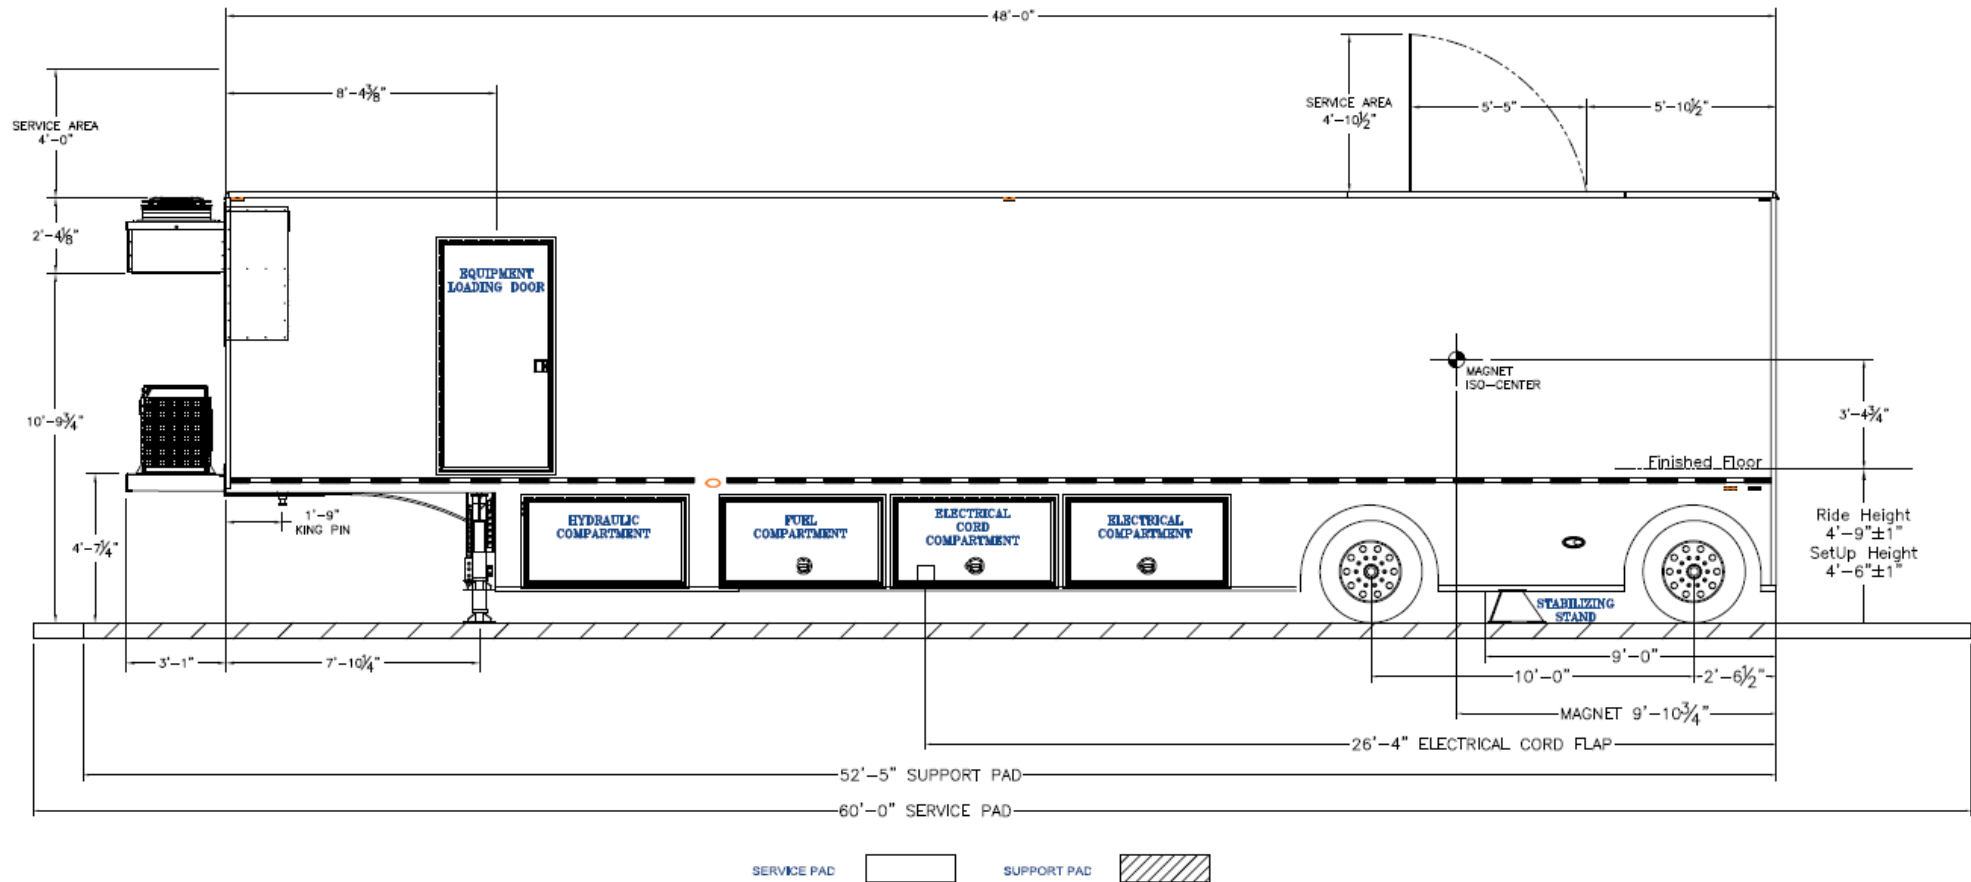 48'-0"
8'-4⅜"
SERVICE AREA
4'-0"
SERVICE AREA
4'-10½"
5'-5"
5'-10½"
2'-4⅛"
EQUIPMENT
LOADING DOOR
MAGNET
ISO-CENTER
10'-9¾"
3'-4¾"
Finished Floor
1'-9"
KING PIN
4'-7¼"
HYDRAULIC
COMPARTMENT
FUEL
COMPARTMENT
ELECTRICAL
CORD
COMPARTMENT
ELECTRICAL
COMPARTMENT
Ride Height
4'-9"±1"
SetUp Height
4'-6"±1"
STABILIZING
STAND
3'-1"
7'-10¼"
9'-0"
10'-0"
2'-6½"
MAGNET 9'-10¾"
26'-4" ELECTRICAL CORD FLAP
52'-5" SUPPORT PAD
60'-0" SERVICE PAD
SERVICE PAD
SUPPORT PAD